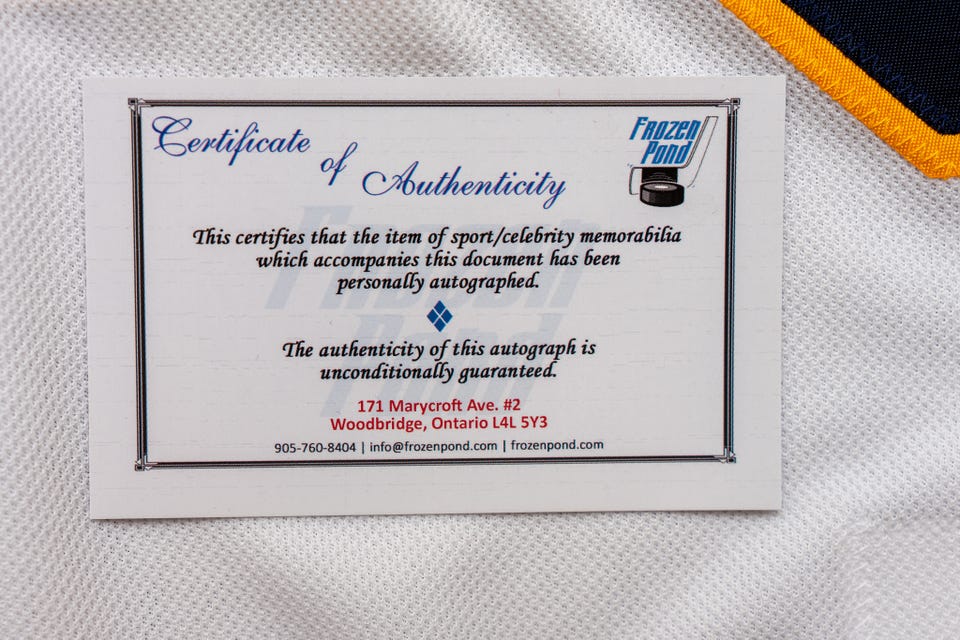 Certificate
of
Authenticity
Frozen
Pond
This certifies that the item of sport/celebrity memorabilia
which accompanies this document has been
personally autographed.
The authenticity of this autograph is
unconditionally guaranteed.
171 Marycroft Ave. #2
Woodbridge, Ontario L4L 5Y3
905-760-8404 | info@frozenpond.com | frozenpond.com
Frozen
Pond